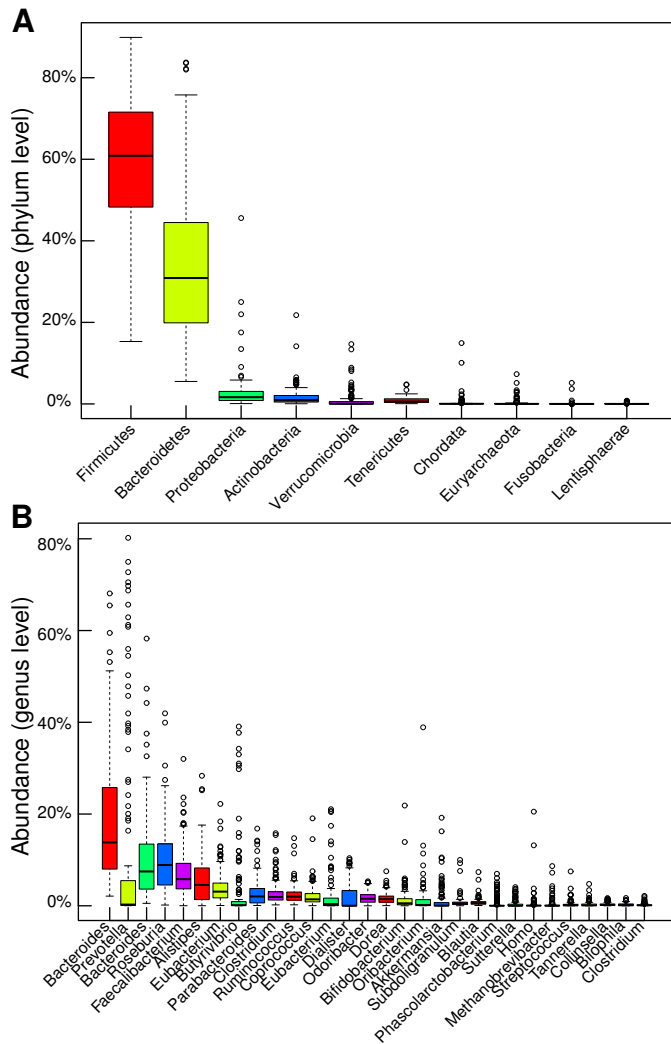 A
Abundance (phylum level)
80%
60%
40%
20%
0%
Firmicutes
Bacteroidetes
Proteobacteria
Actinobacteria
Verrucomicrobia
Tenericutes
Chordata
Euryarchaeota
Fusobacteria
Lentisphaerae
B
Abundance (genus level)
80%
60%
40%
20%
0%
Bacteroides
Prevotella
Bacteroides
Roseburia
Faecalibacterium
Alistipes
Eubacterium
Butyrivibrio
Parabacteroides
Clostridium
Ruminococcus
Coprococcus
Eubacterium
Dialister
Odoribacter
Dorea
Bifidobacterium
Oribacterium
Akkermansia
Subdoligranulum
Blautia
Phascolarctobacterium
Sutterella
Homo
Methanobrevibacter
Streptococcus
Tannerella
Collinsella
Bilophila
Clostridium